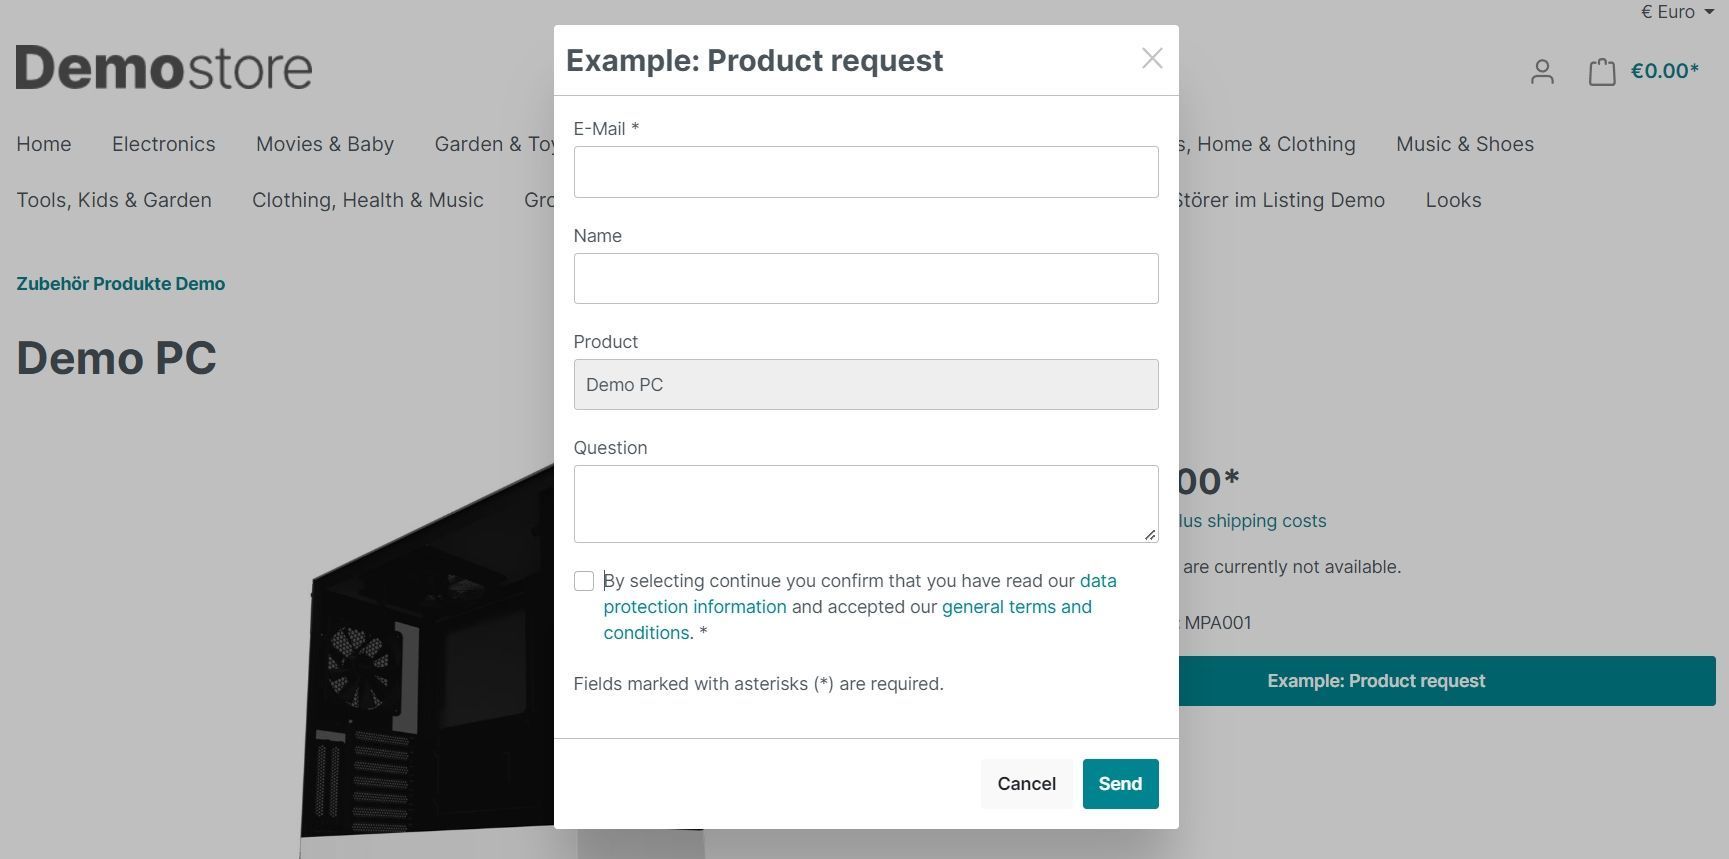 € Euro
Demostore
€0.00*
Home
Electronics
Movies & Baby
Garden & Toy
Home & Clothing
Music & Shoes
Tools, Kids & Garden
Clothing, Health & Music
Störer im Listing Demo
Looks
Zubehör Produkte Demo
Demo PC
00*
shipping costs
are currently not available.
: MPA001
Example: Product request
Example: Product request
E-Mail *
Name
Product
Demo PC
Question
By selecting continue you confirm that you have read our data
protection information and accepted our general terms and
conditions. *
Fields marked with asterisks (*) are required.
Cancel
Send